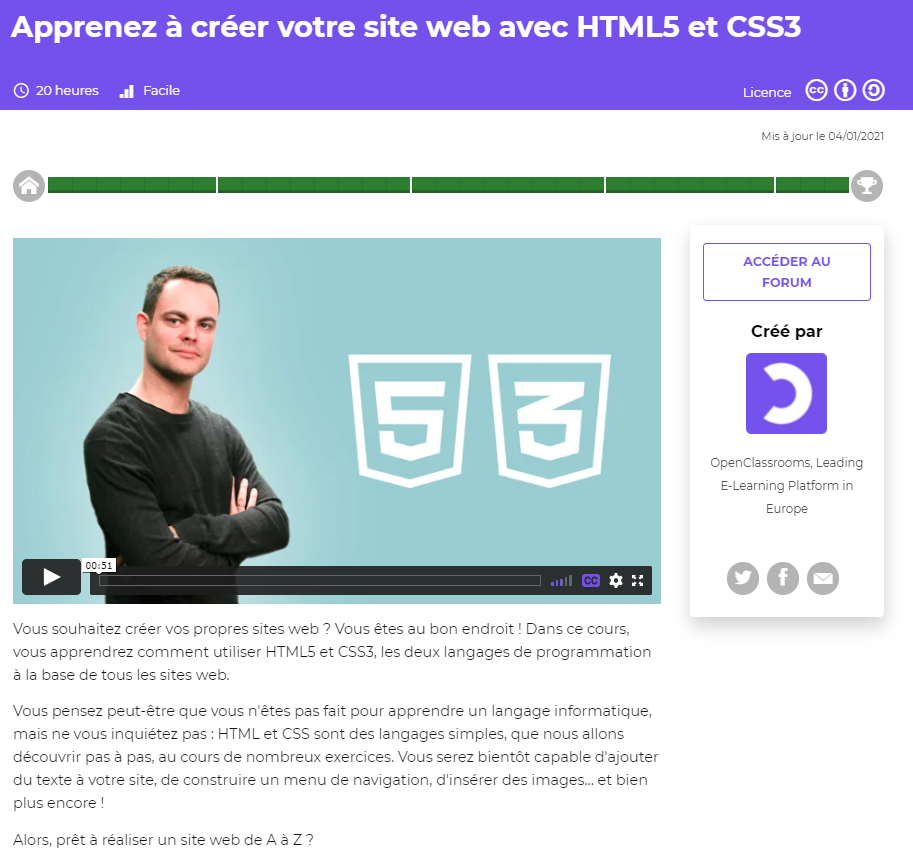 Apprenez à créer votre site web avec HTML5 et CSS3
20 heures
Facile
Licence
Mis à jour le 04/01/2021
5
3
00:51
CC
ACCÉDER AU
FORUM
Créé par
OpenClassrooms, Leading
E-Learning Platform in
Europe
Vous souhaitez créer vos propres sites web ? Vous êtes au bon endroit ! Dans ce cours,
vous apprendrez comment utiliser HTML5 et CSS3, les deux langages de programmation
à la base de tous les sites web.
Vous pensez peut-être que vous n'êtes pas fait pour apprendre un langage informatique,
mais ne vous inquiétez pas : HTML et CSS sont des langages simples, que nous allons
découvrir pas à pas, au cours de nombreux exercices. Vous serez bientôt capable d'ajouter
du texte à votre site, de construire un menu de navigation, d'insérer des images... et bien
plus encore !
Alors, prêt à réaliser un site web de A à Z ?